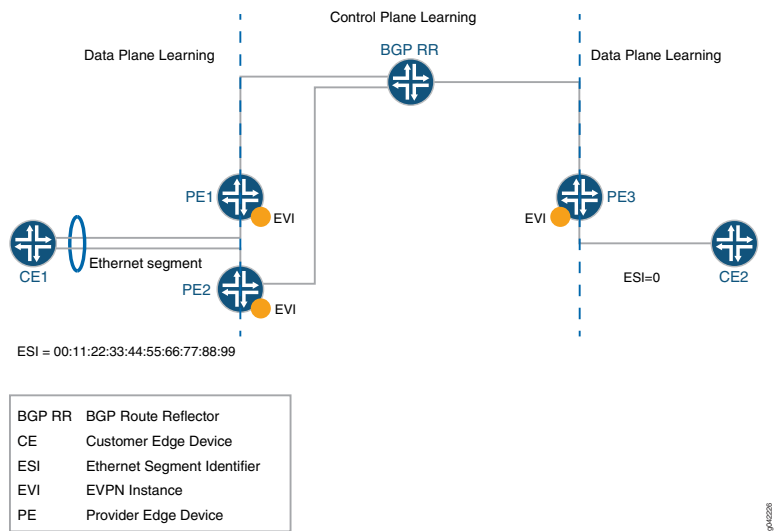 Control Plane Learning
Data Plane Learning
BGP RR
Data Plane Learning
PE1
EVI
PE3
EVI
CE1
Ethernet segment
PE2
EVI
ESI=0
CE2
ESI = 00:11:22:33:44:55:66:77:88:99
BGP RR BGP Route Reflector
CE Customer Edge Device
ESI Ethernet Segment Identifier
EVI EVPN Instance
PE Provider Edge Device
g042226